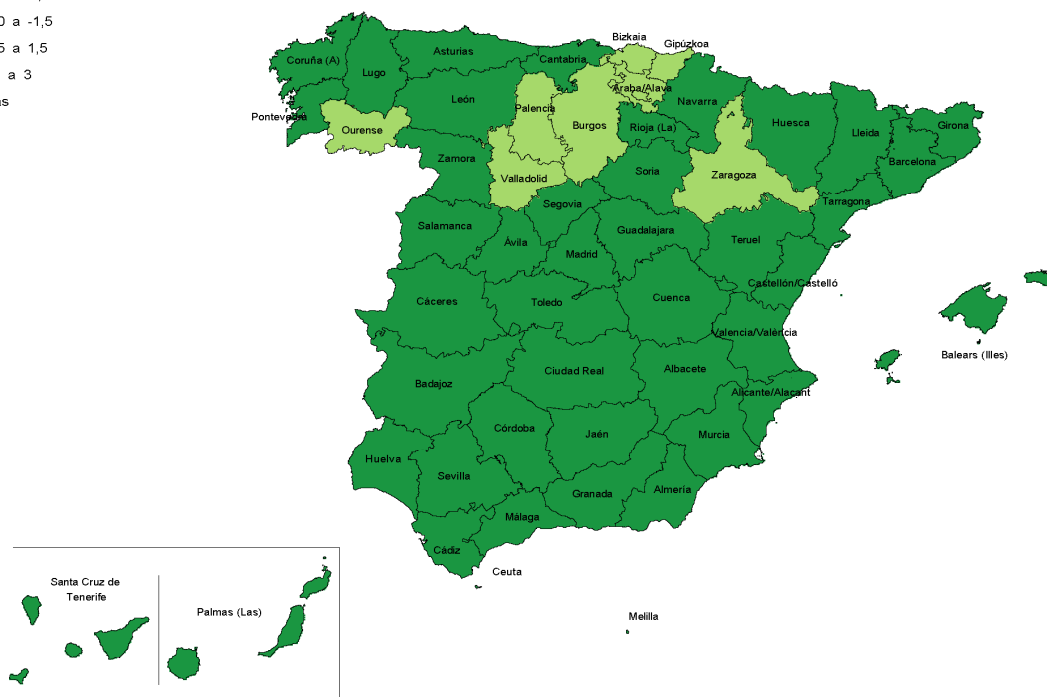 0 a -1,5
5 a 1,5
a 3
Bizkaia
Gipúzkoa
Asturias
Cantabria
Coruña (A)
Lugo
León
Palencia
Araba/Alava
Navarra
Pontevedra
Ourense
Burgos
Rioja (La)
Huesca
Lleida
Girona
Barcelona
Zamora
Valladolid
Soria
Zaragoza
Tarragona
Segovia
Salamanca
Ávila
Madrid
Guadalajara
Teruel
Castellón/Castelló
Cáceres
Toledo
Cuenca
Valencia/València
Balears (Illes)
Badajoz
Ciudad Real
Albacete
Alicante/Alacant
Córdoba
Jaén
Murcia
Huelva
Sevilla
Granada
Almería
Málaga
Cádiz
Ceuta
Melilla
Santa Cruz de
Tenerife
Palmas (Las)